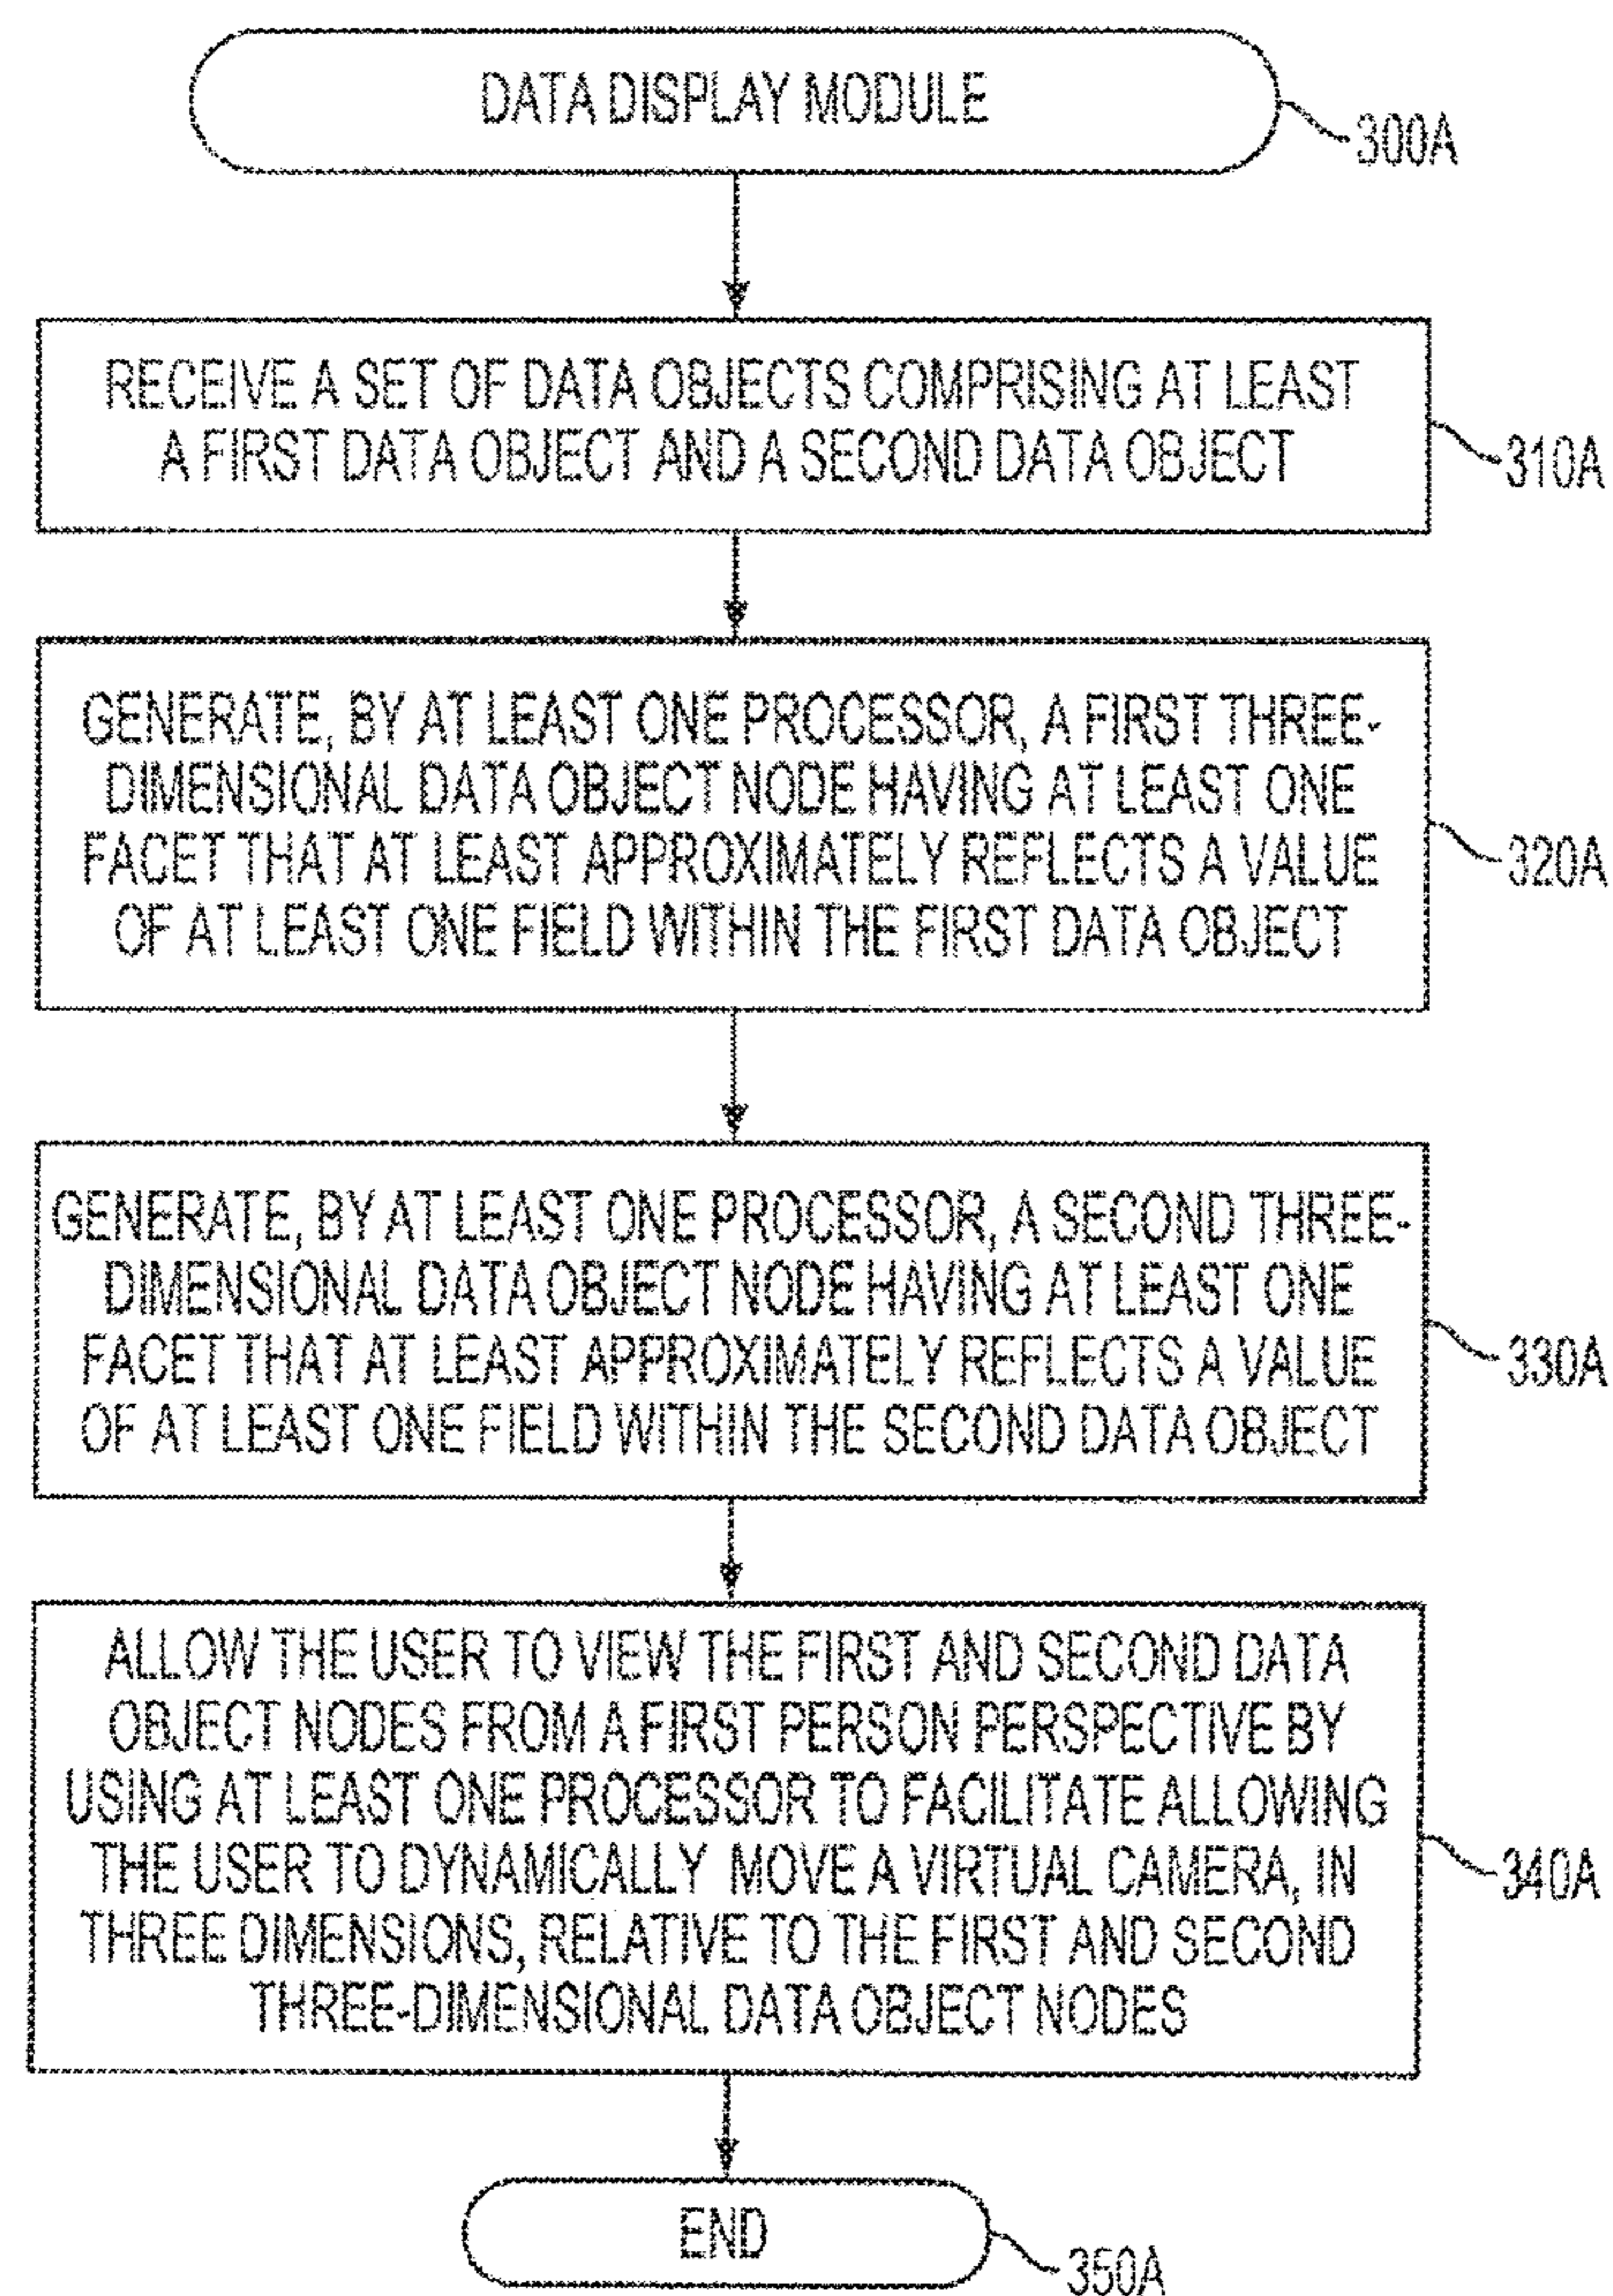 DATA DISPLAY MODULE
300A
RECEIVE A SET OF DATA OBJECTS COMPRISING AT LEAST
A FIRST DATA OBJECT AND A SECOND DATA OBJECT
310A
GENERATE, BY AT LEAST ONE PROCESSOR, A FIRST THREE-
DIMENSIONAL DATA OBJECT NODE HAVING AT LEAST ONE
FACET THAT AT LEAST APPROXIMATELY REFLECTS A VALUE
OF AT LEAST ONE FIELD WITHIN THE FIRST DATA OBJECT
320A
GENERATE, BY AT LEAST ONE PROCESSOR, A SECOND THREE-
DIMENSIONAL DATA OBJECT NODE HAVING AT LEAST ONE
FACET THAT AT LEAST APPROXIMATELY REFLECTS A VALUE
OF AT LEAST ONE FIELD WITHIN THE SECOND DATA OBJECT
330A
ALLOW THE USER TO VIEW THE FIRST AND SECOND DATA
OBJECT NODES FROM A FIRST PERSON PERSPECTIVE BY
USING AT LEAST ONE PROCESSOR TO FACILITATE ALLOWING
THE USER TO DYNAMICALLY MOVE A VIRTUAL CAMERA, IN
THREE DIMENSIONS, RELATIVE TO THE FIRST AND SECOND
THREE-DIMENSIONAL DATA OBJECT NODES
340A
END
350A